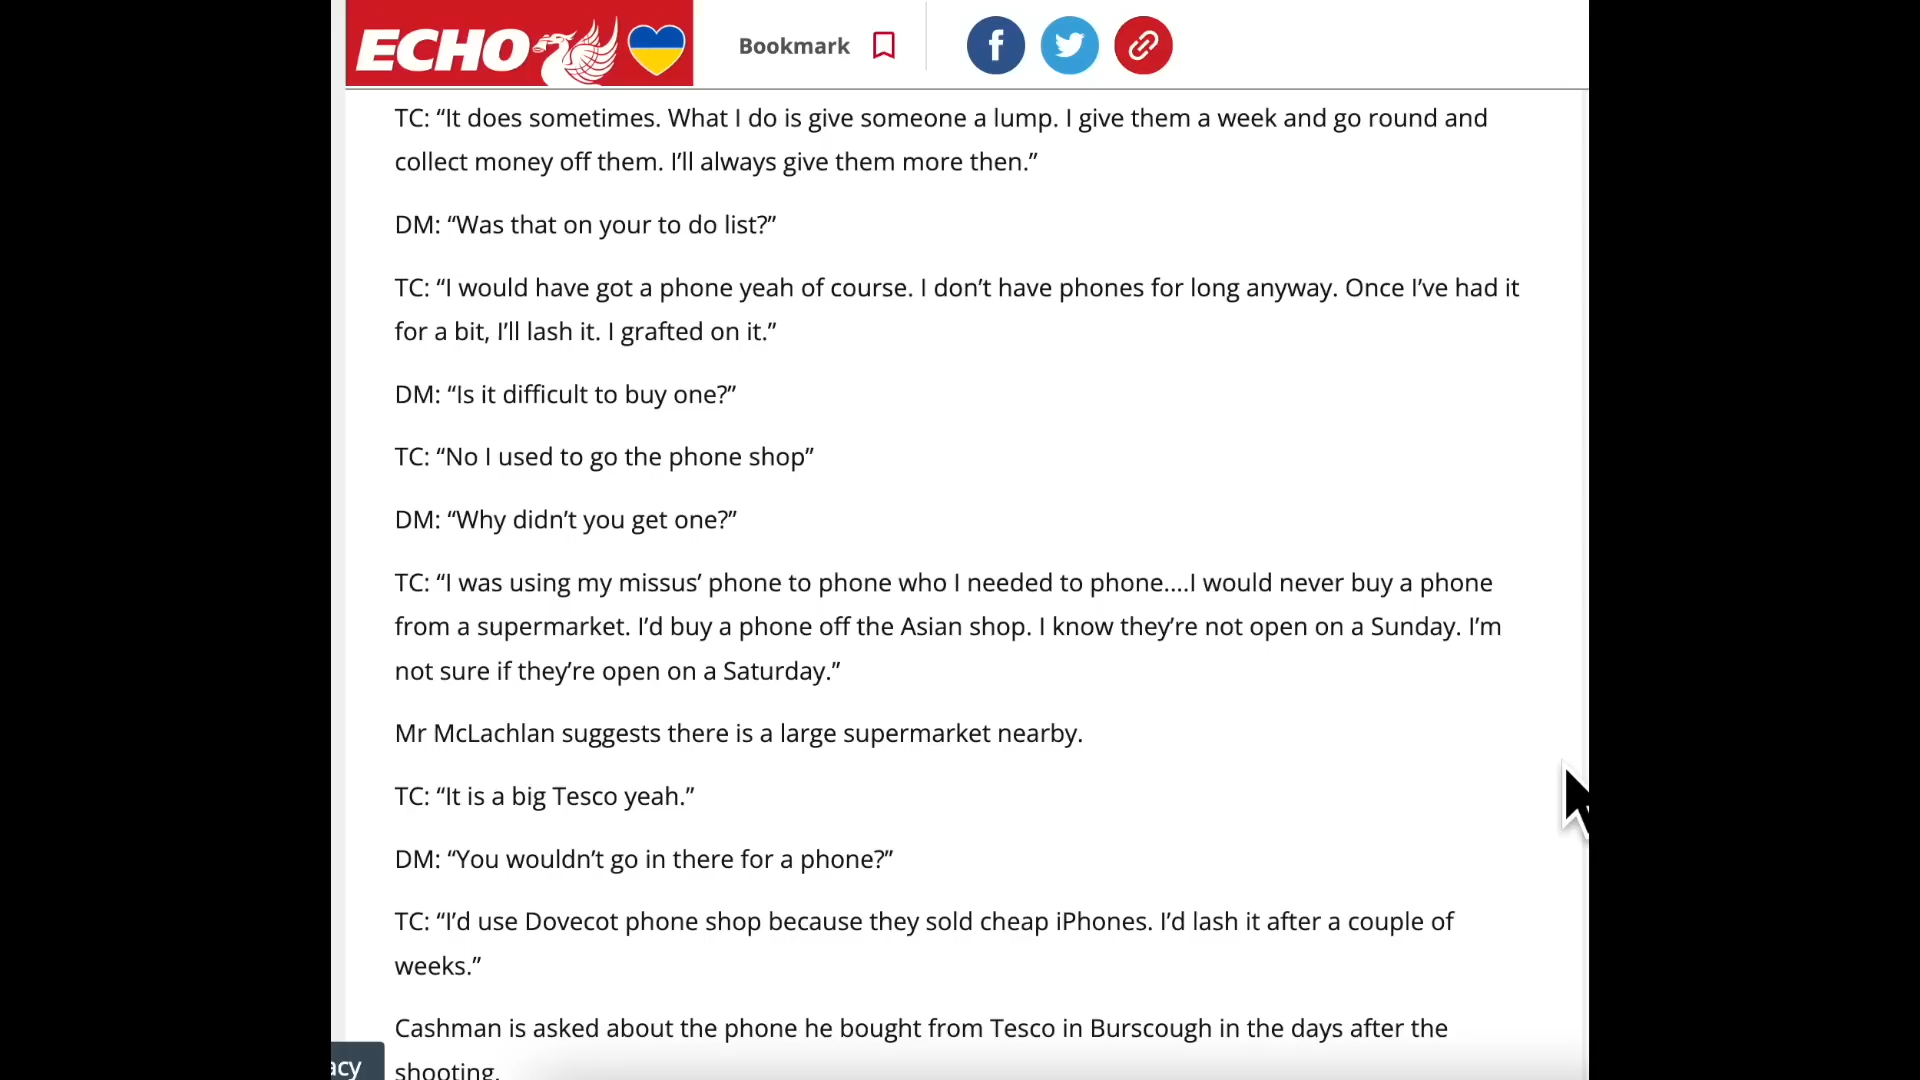 ECHO
Bookmark
TC: “It does sometimes. What I do is give someone a lump. I give them a week and go round and
collect money off them. I’ll always give them more then.”
DM: “Was that on your to do list?”
TC: “I would have got a phone yeah of course. I don’t have phones for long anyway. Once I’ve had it
for a bit, I’ll lash it. I grafted on it.”
DM: “Is it difficult to buy one?”
TC: “No I used to go the phone shop”
DM: “Why didn’t you get one?”
TC: “I was using my missus’ phone to phone who I needed to phone....I would never buy a phone
from a supermarket. I’d buy a phone off the Asian shop. I know they’re not open on a Sunday. I’m
not sure if they’re open on a Saturday.”
Mr McLachlan suggests there is a large supermarket nearby.
TC: “It is a big Tesco yeah.”
DM: “You wouldn’t go in there for a phone?”
TC: “I’d use Dovecot phone shop because they sold cheap iPhones. I’d lash it after a couple of
weeks.”
Cashman is asked about the phone he bought from Tesco in Burscough in the days after the
acy
shooting.